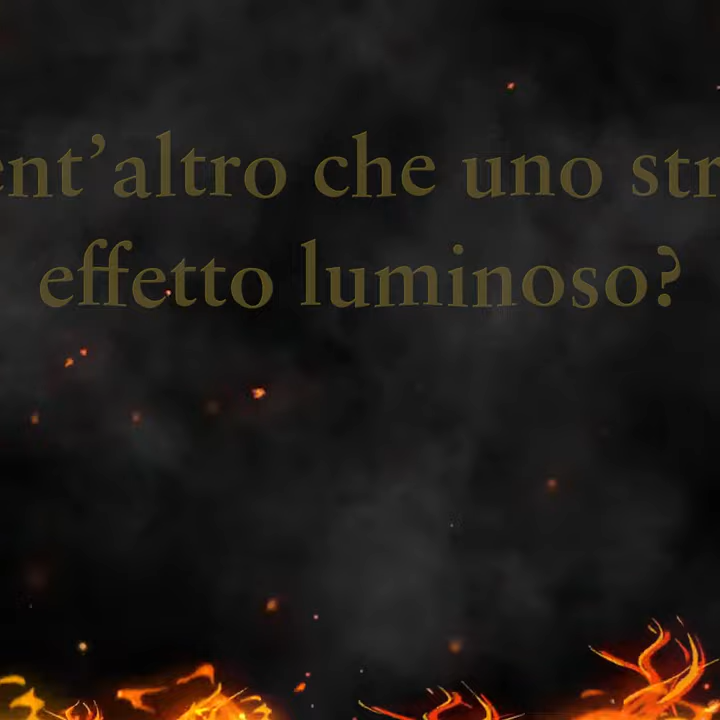 ent’altro che uno str
effetto luminoso?